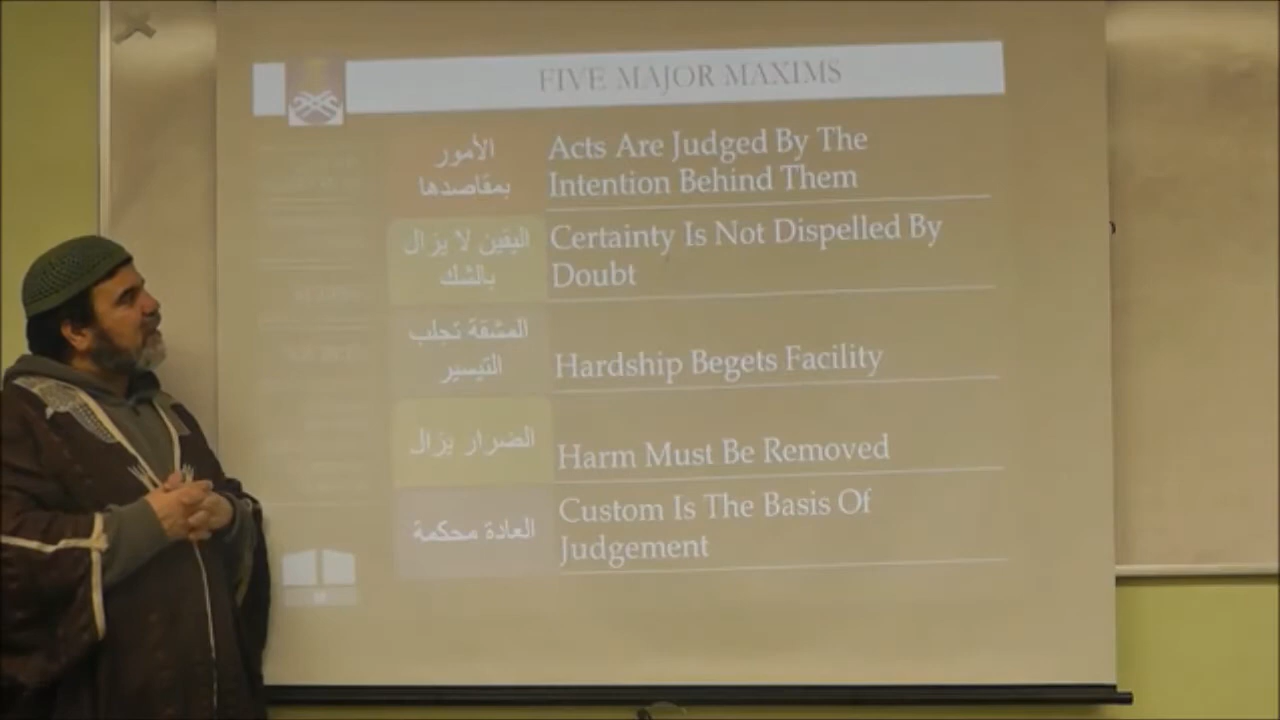 FIVE MAJOR MAXIMS
الأمور
بمقاصدها
Acts Are Judged By The
Intention Behind Them
اليقين لا يزال
بالشك
Certainty Is Not Dispelled By
Doubt
المشقة تجلب
التيسير
Hardship Begets Facility
الضرار يزال
Harm Must Be Removed
العادة محكمة
Custom Is The Basis Of
Judgement